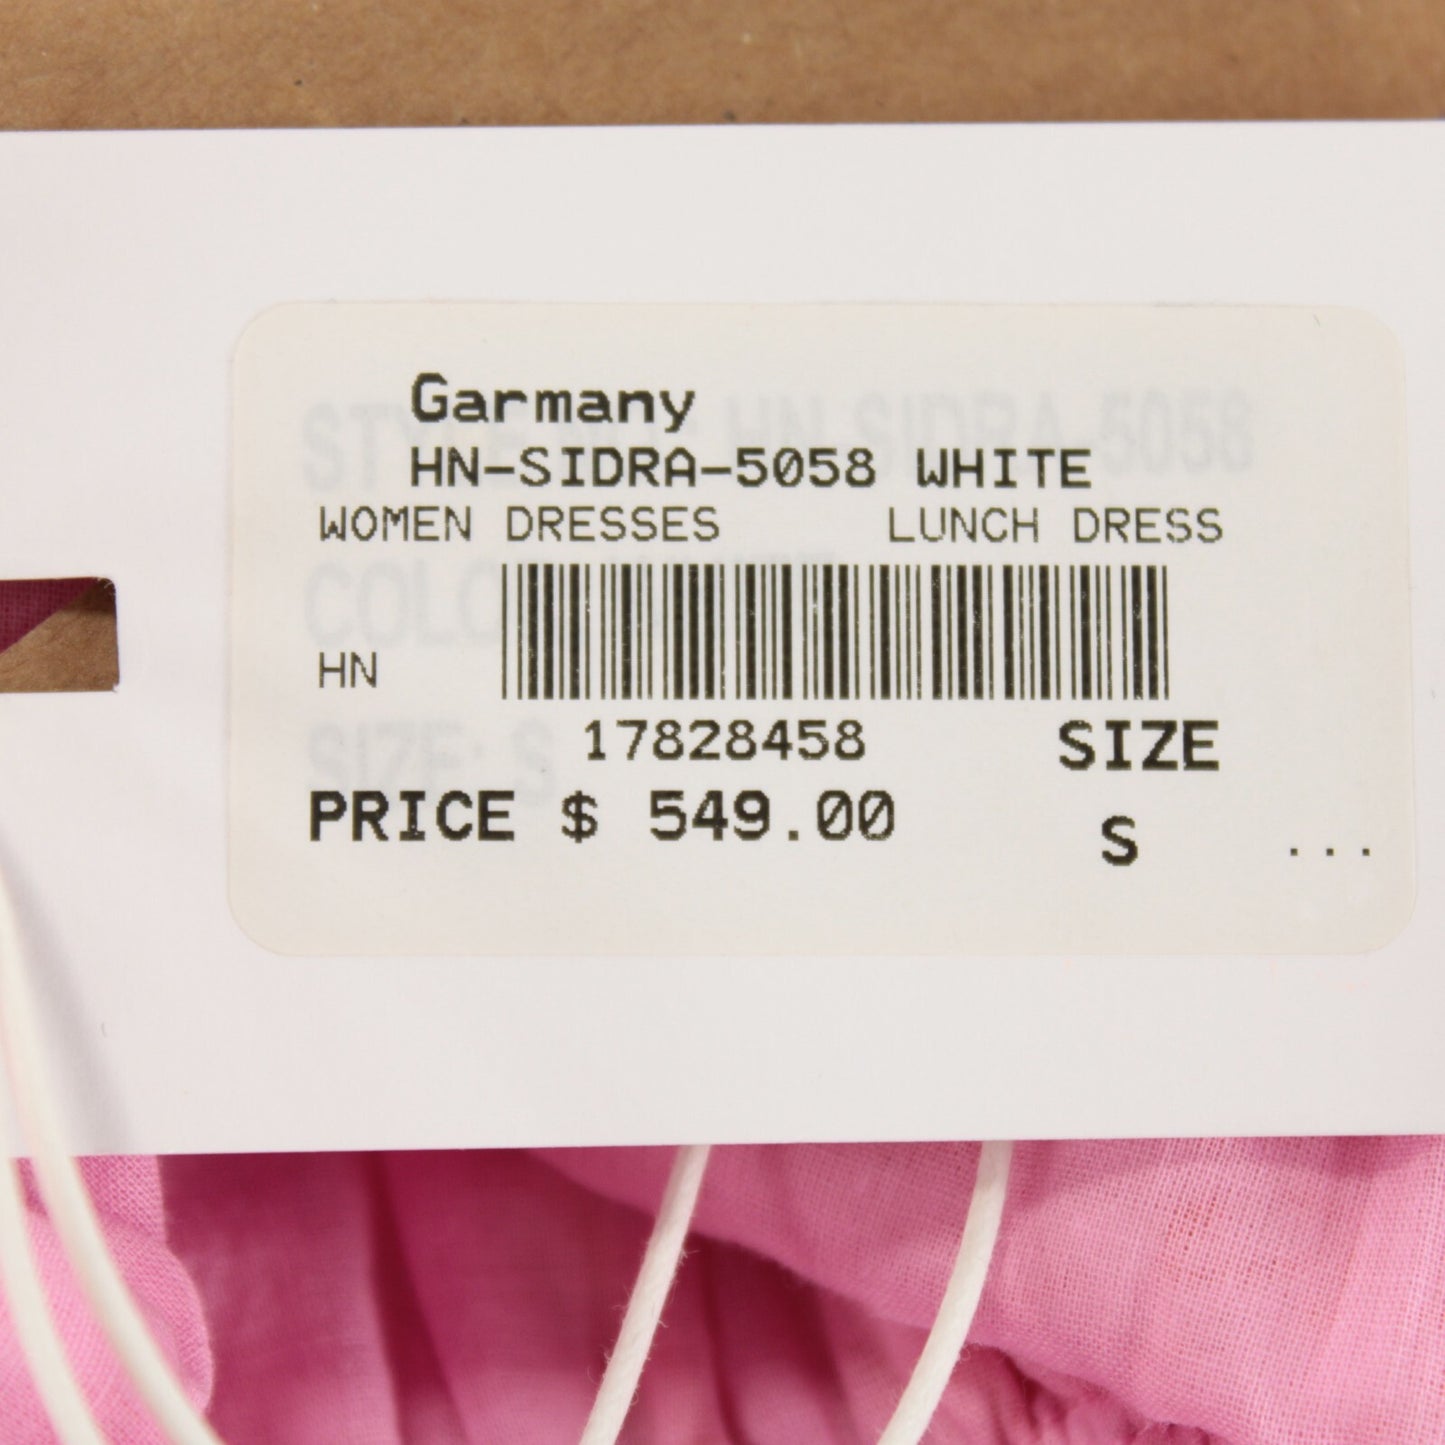 Garmany
HN-SIDRA-5058 WHITE
WOMEN DRESSES LUNCH DRESS
HN
17828458 SIZE
PRICE $ 549.00 S ...